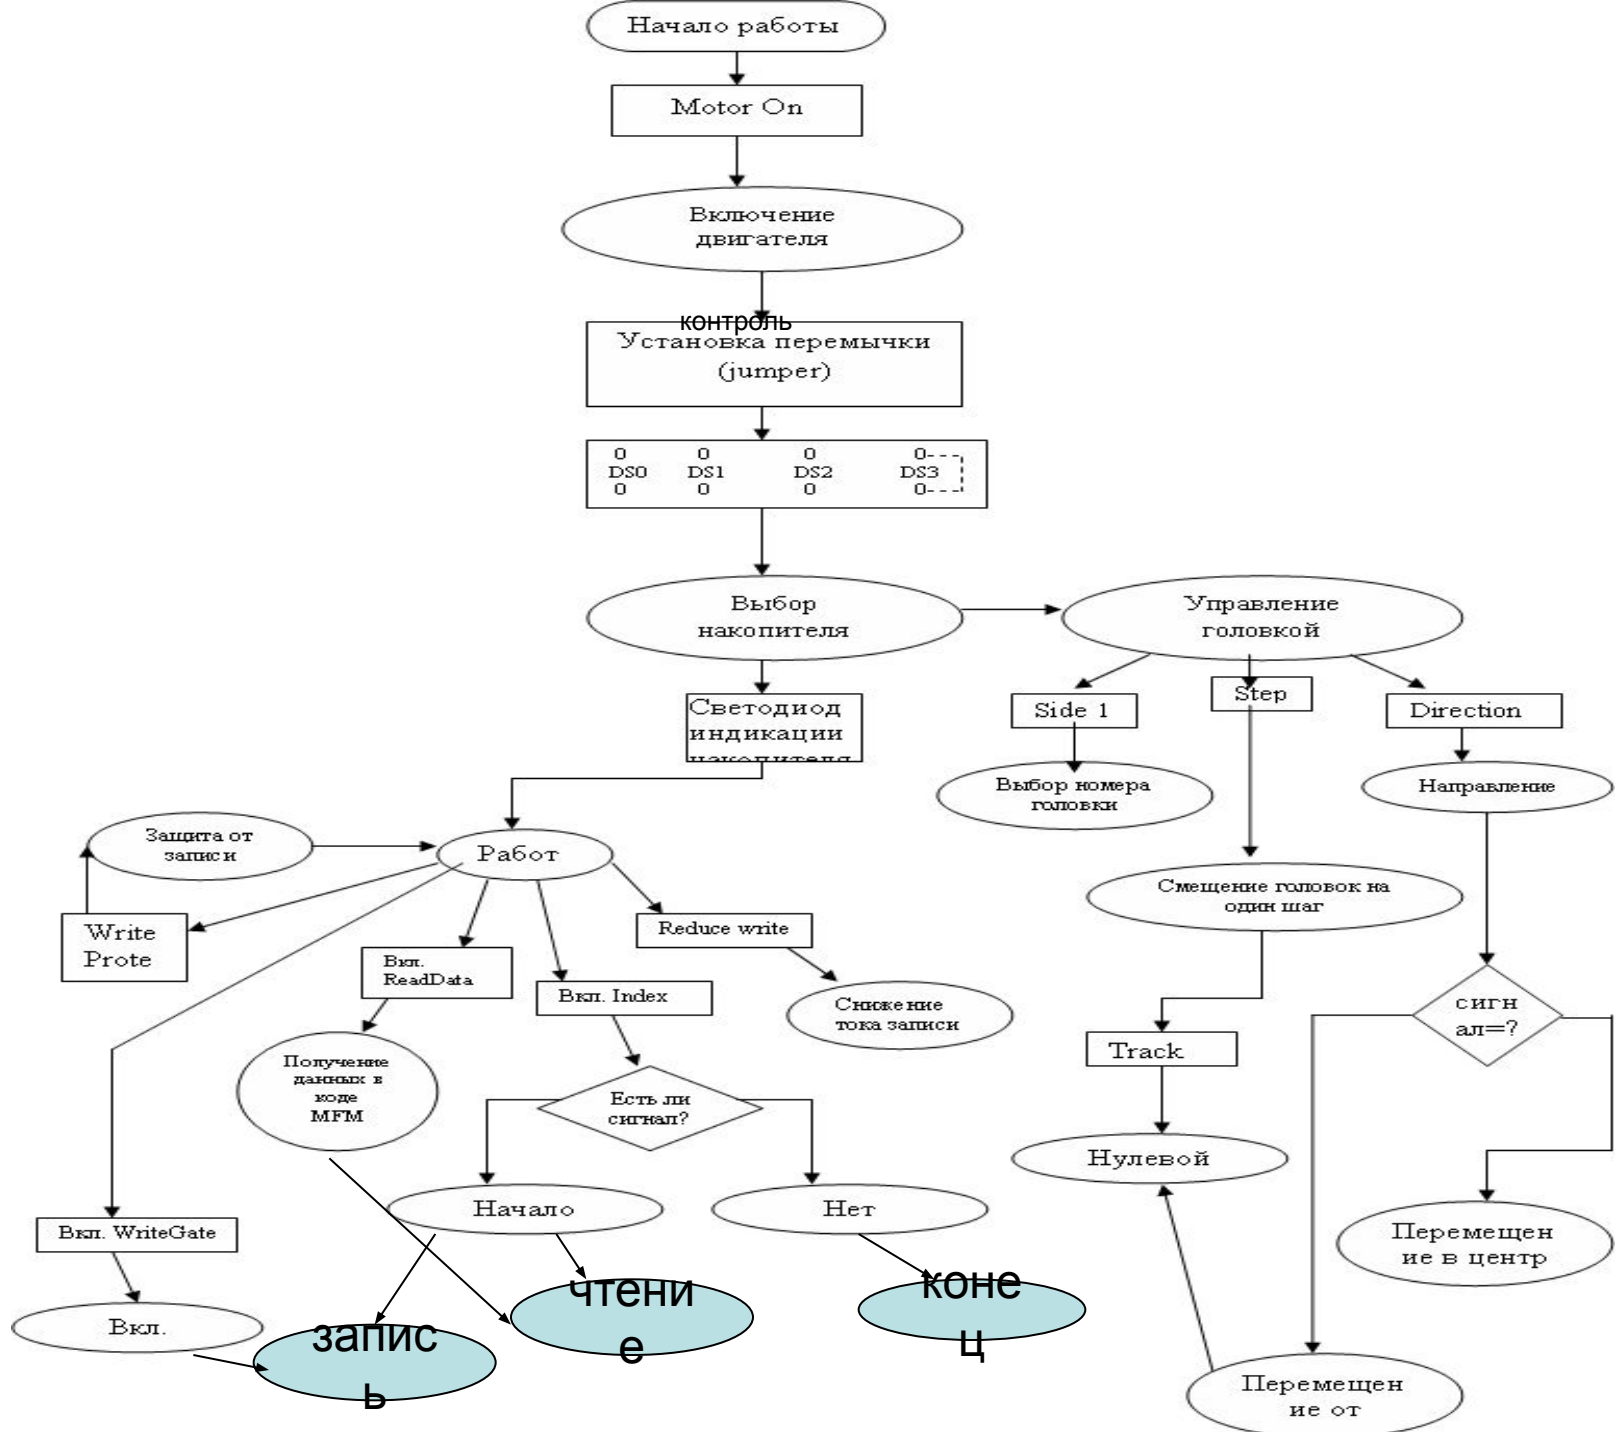 Начало работы
Motor On
Включение
двигателя
контроль
Установка перемычки
(jumper)
0 0 0 0
DS0 DS1 DS2 DS3
0 0 0 0
Выбор
накопителя
Управление
головкой
Светодиод
индикации
накопителя
Side 1
Step
Direction
Выбор номера
головки
Направление
Защита от
записи
Работ
Write
Prote
Вкл.
ReadData
Вкл. Index
Reduce write
Снижение
тока записи
Смещение головок на
один шаг
сигн
ал=?
Track
Получение
данных в
коде
MFM
Есть ли
сигнал?
Нулевой
Начало
Нет
Вкл. WriteGate
Перемещен
ие в центр
Вкл.
запис
ь
чтени
е
коне
ц
Перемещен
ие от